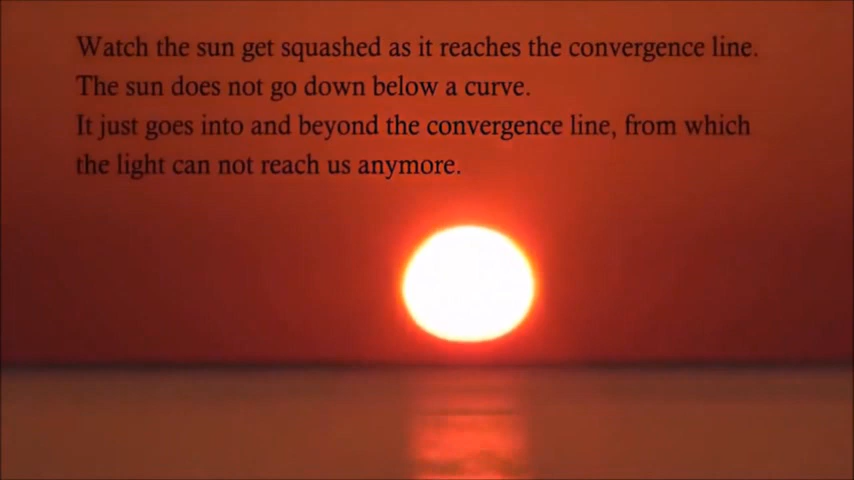 Watch the sun get squashed as it reaches the convergence line.
The sun does not go down below a curve.
It just goes into and beyond the convergence line, from which
the light can not reach us anymore.